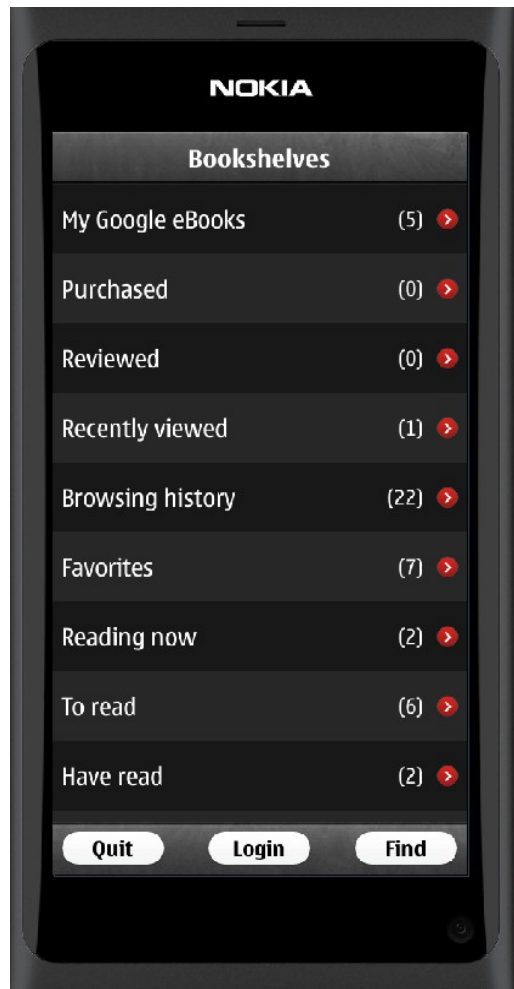 NOKIA
Bookshelves
My Google eBooks (5)
Purchased (0)
Reviewed (0)
Recently viewed (1)
Browsing history (22)
Favorites (7)
Reading now (2)
To read (6)
Have read (2)
Quit Login Find